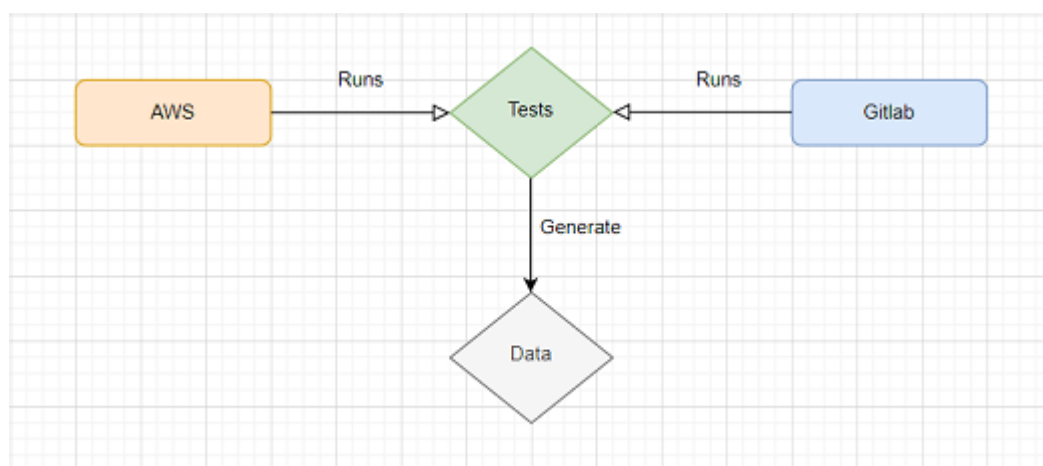 Runs
Runs
AWS
Tests
Gitlab
Generate
Data